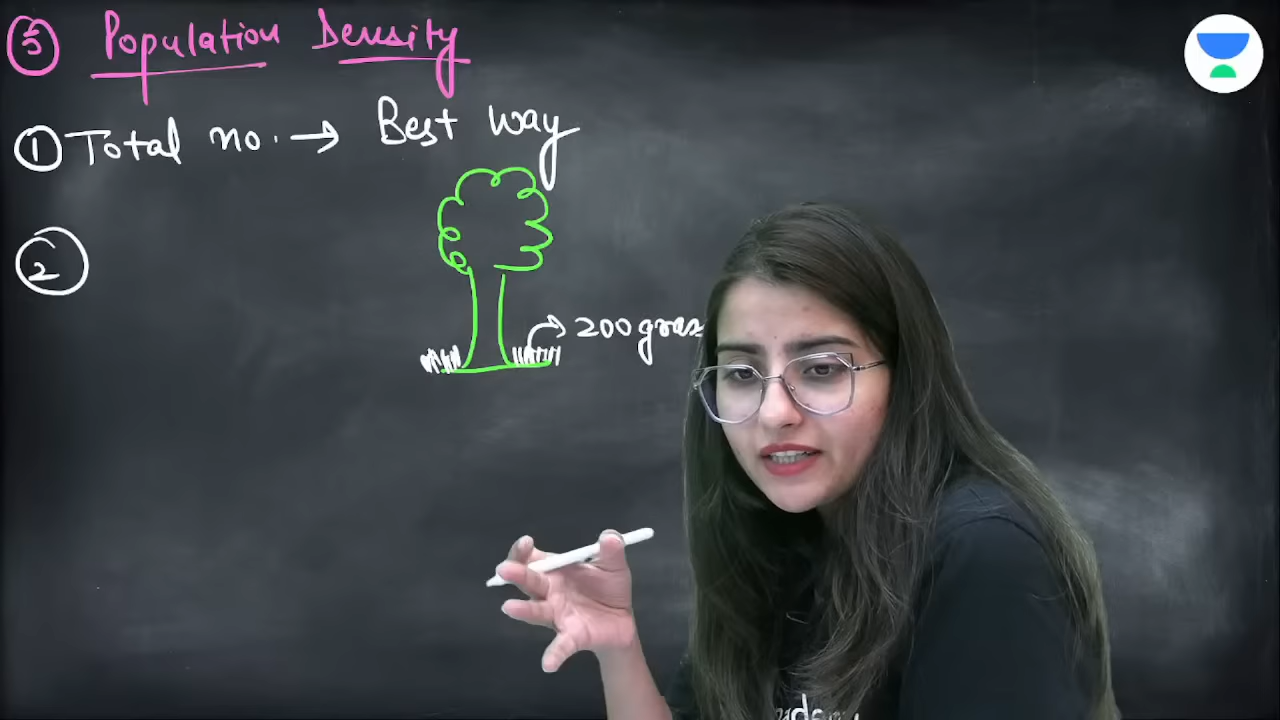 ⑤ Population Density
① Total no. → Best way
②
→ 200 gras